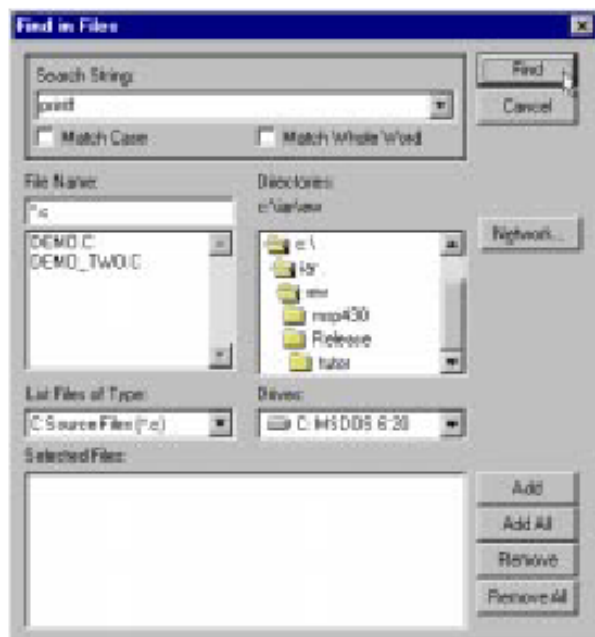 Find in Files
Search String:
printf
Match Case
Match Whole Word
Find
Cancel
File Name:
*.c
DEMO.C
DEMO_TWO.C
Directories:
c:\iar\ew
c:\
iar
ew
msp430
Release
tutor
Network...
List Files of Type:
C Source Files (*.c)
Drives:
C: MSDOS 6-20
Selected Files:
Add
Add All
Remove
Remove All